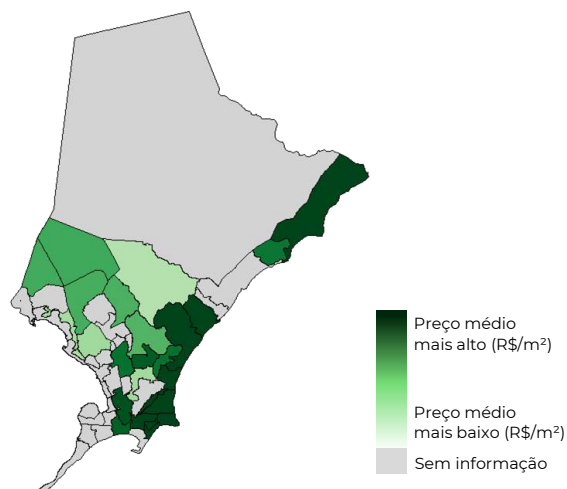 Preço médio
mais alto (R$/m²)
Preço médio
mais baixo (R$/m²)
Sem informação